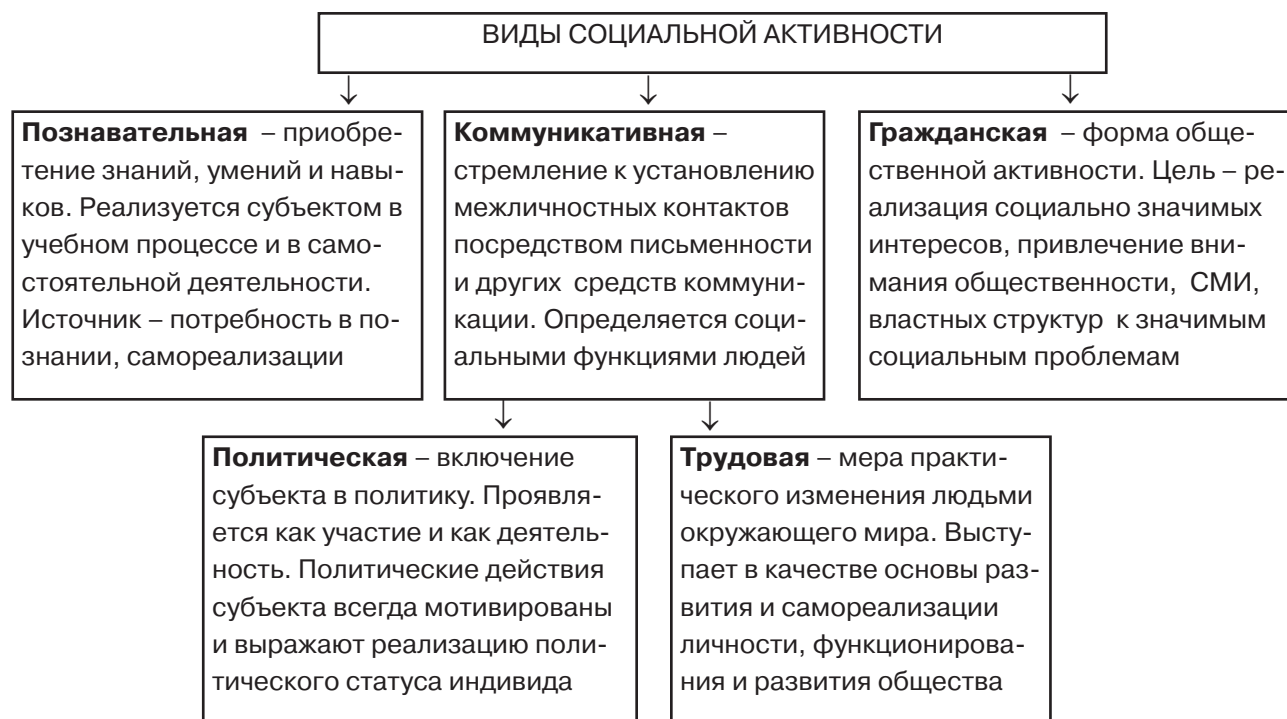 ВИДЫ СОЦИАЛЬНОЙ АКТИВНОСТИ
Познавательная – приобре-
тение знаний, умений и навы-
ков. Реализуется субъектом в
учебном процессе и в само-
стоятельной деятельности.
Источник – потребность в по-
знании, самореализации
Коммуникативная –
стремление к установлению
межличностных контактов
посредством письменности
и других средств коммуни-
кации. Определяется соци-
альными функциями людей
Гражданская – форма обще-
ственной активности. Цель – ре-
ализация социально значимых
интересов, привлечение вни-
мания общественности, СМИ,
властных структур к значимым
социальным проблемам
Политическая – включение
субъекта в политику. Проявля-
ется как участие и как деятель-
ность. Политические действия
субъекта всегда мотивированы
и выражают реализацию поли-
тического статуса индивида
Трудовая – мера практи-
ческого изменения людьми
окружающего мира. Высту-
пает в качестве основы раз-
вития и самореализации
личности, функционирова-
ния и развития общества